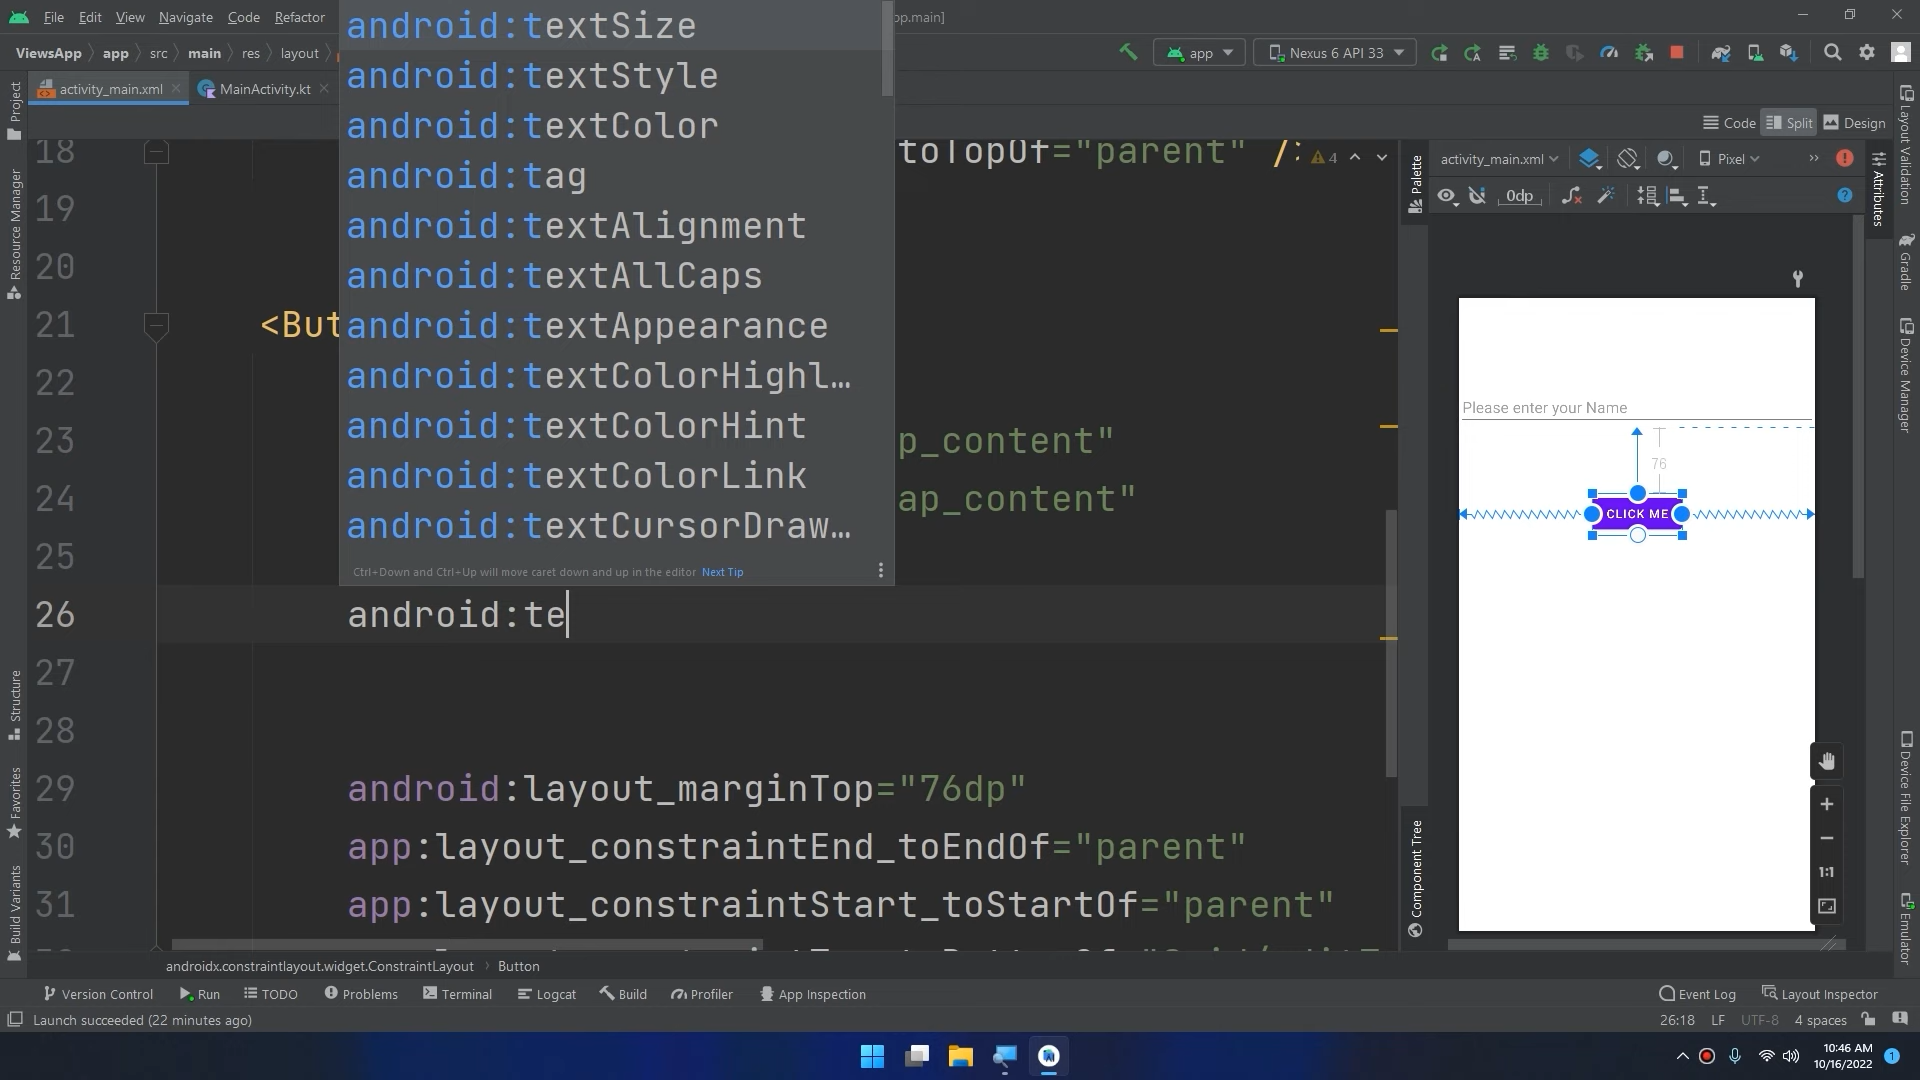 File Edit View Navigate Code Refactor pp.main]
ViewsApp app src main res layout
app Nexus 6 API 33
activity_main.xml MainActivity.kt
Code Split Design
android:textSize
android:textStyle
android:textColor
android:tag
android:textAlignment
android:textAllCaps
android:textAppearance
android:textColorHighl…
android:textColorHint
android:textColorLink
android:textCursorDraw…
Ctrl+Down and Ctrl+Up will move caret down and up in the editor Next Tip
18 toTopOf="parent" /> 4
19
20
21 <But
22
23 p_content"
24 ap_content"
25
26 android:te
27
28
29 android:layout_marginTop="76dp"
30 app:layout_constraintEnd_toEndOf="parent"
31 app:layout_constraintStart_toStartOf="parent"
Project
Resource Manager
Structure
Favorites
Build Variants
Palette
Component Tree
activity_main.xml Pixel
0dp
Please enter your Name
76
CLICK ME
1:1
Attributes
Layout Validation
Gradle
Device Manager
Device File Explorer
Emulator
androidx.constraintlayout.widget.ConstraintLayout Button
Version Control Run TODO Problems Terminal Logcat Build Profiler App Inspection Event Log Layout Inspector
Launch succeeded (22 minutes ago) 26:18 LF UTF-8 4 spaces
10:46 AM
10/16/2022
1